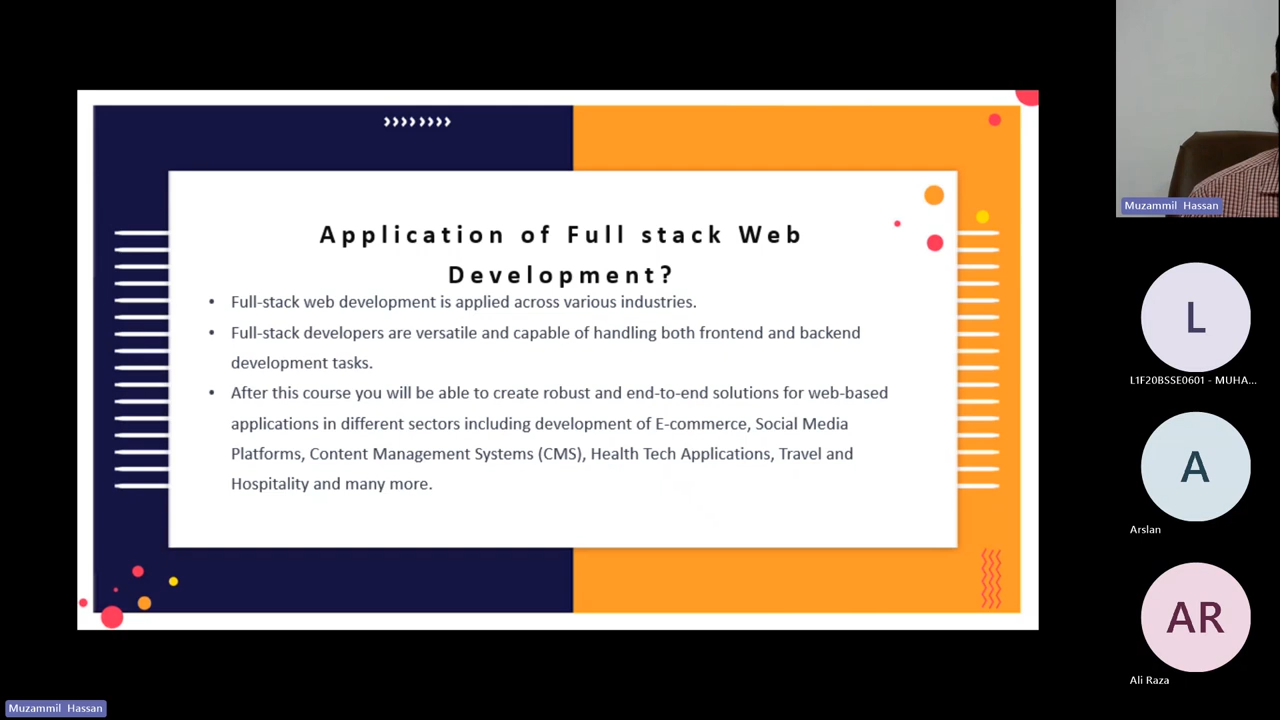 Application of Full stack Web
Development?
• Full-stack web development is applied across various industries.
• Full-stack developers are versatile and capable of handling both frontend and backend
development tasks.
• After this course you will be able to create robust and end-to-end solutions for web-based
applications in different sectors including development of E-commerce, Social Media
Platforms, Content Management Systems (CMS), Health Tech Applications, Travel and
Hospitality and many more.
Muzammil Hassan
L
L1F20BSSE0601 - MUHA...
A
Arslan
AR
Ali Raza
Muzammil Hassan